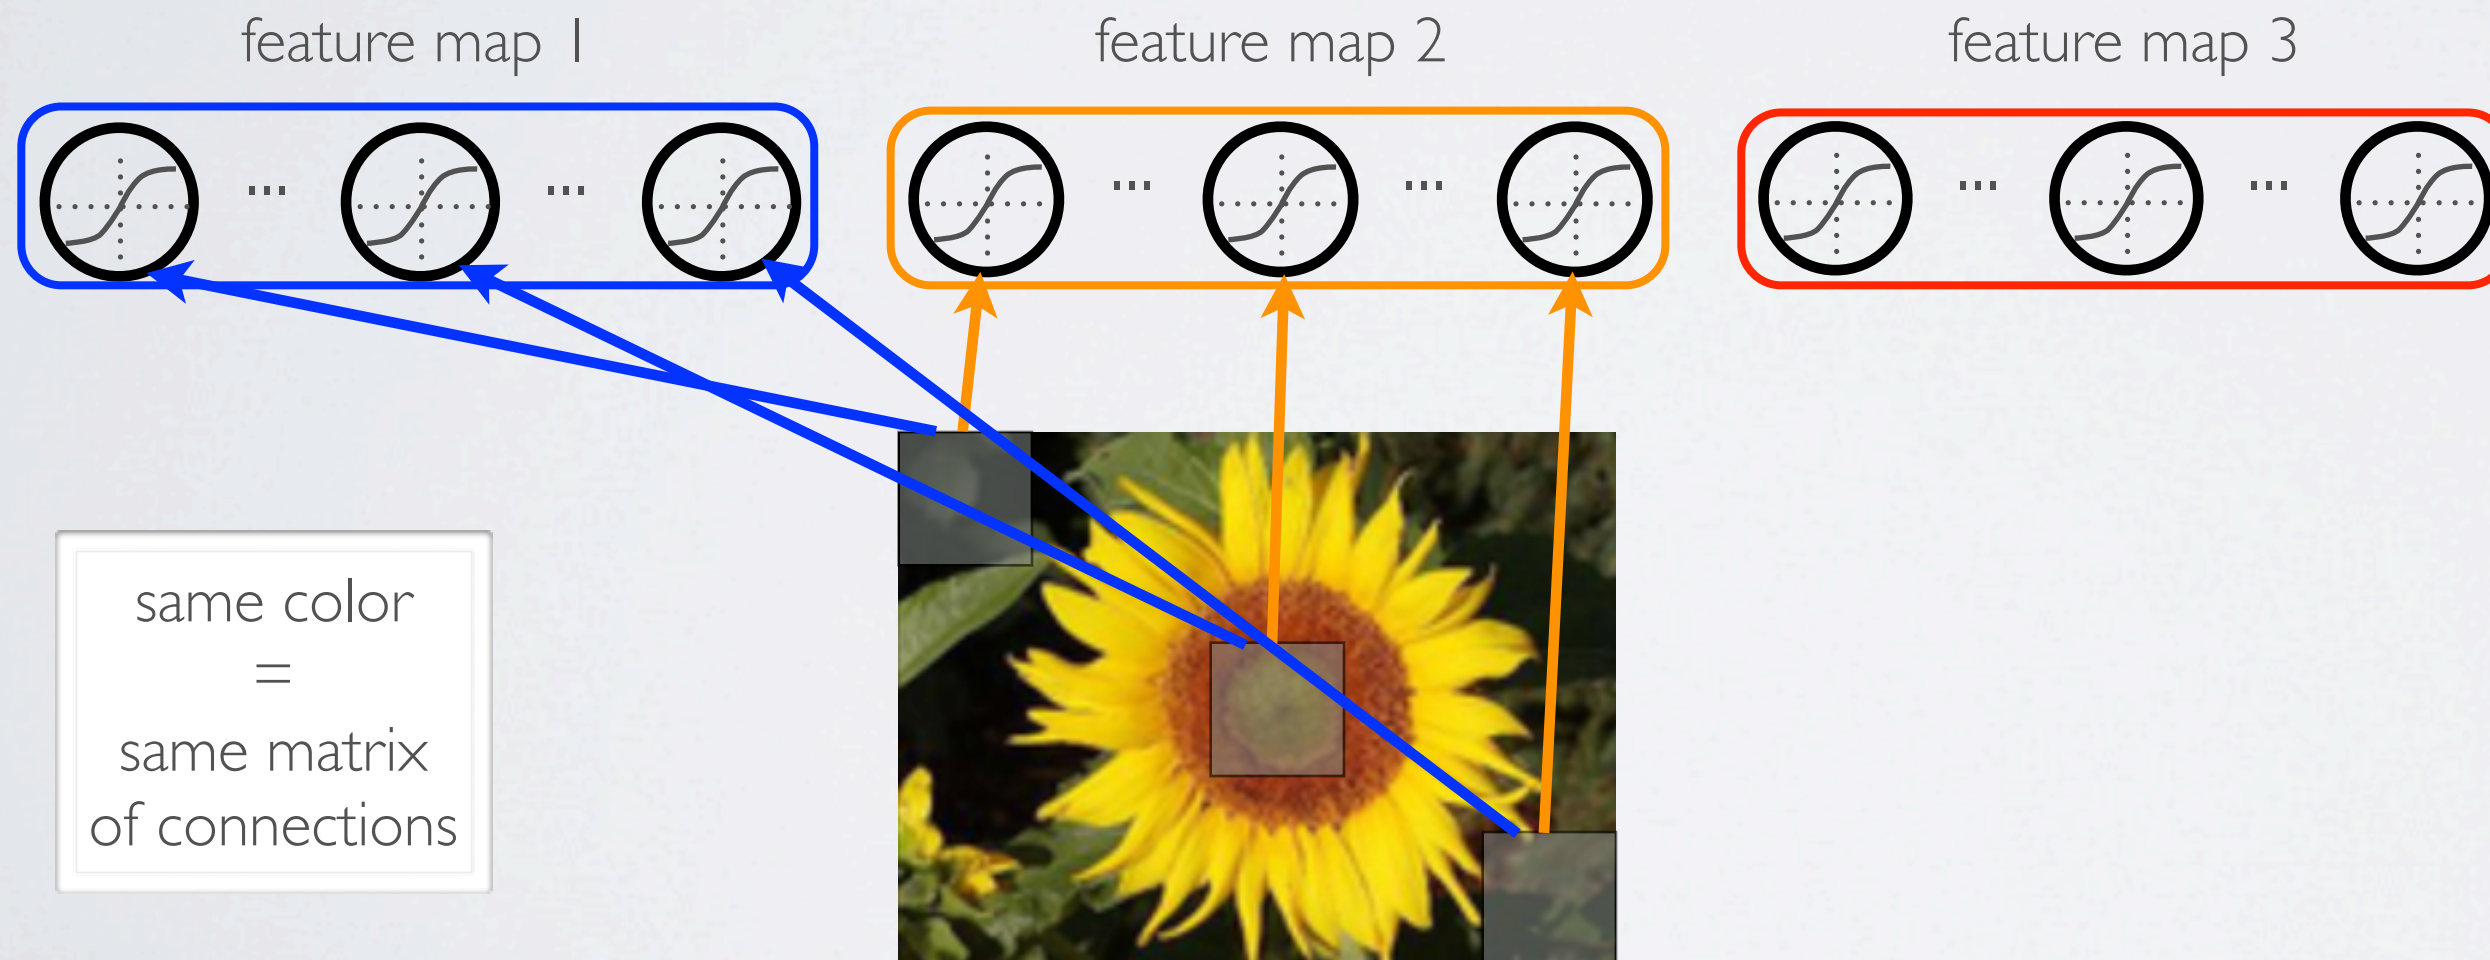 feature map 1
feature map 2
feature map 3
...
...
...
...
...
...
same color
=
same matrix
of connections